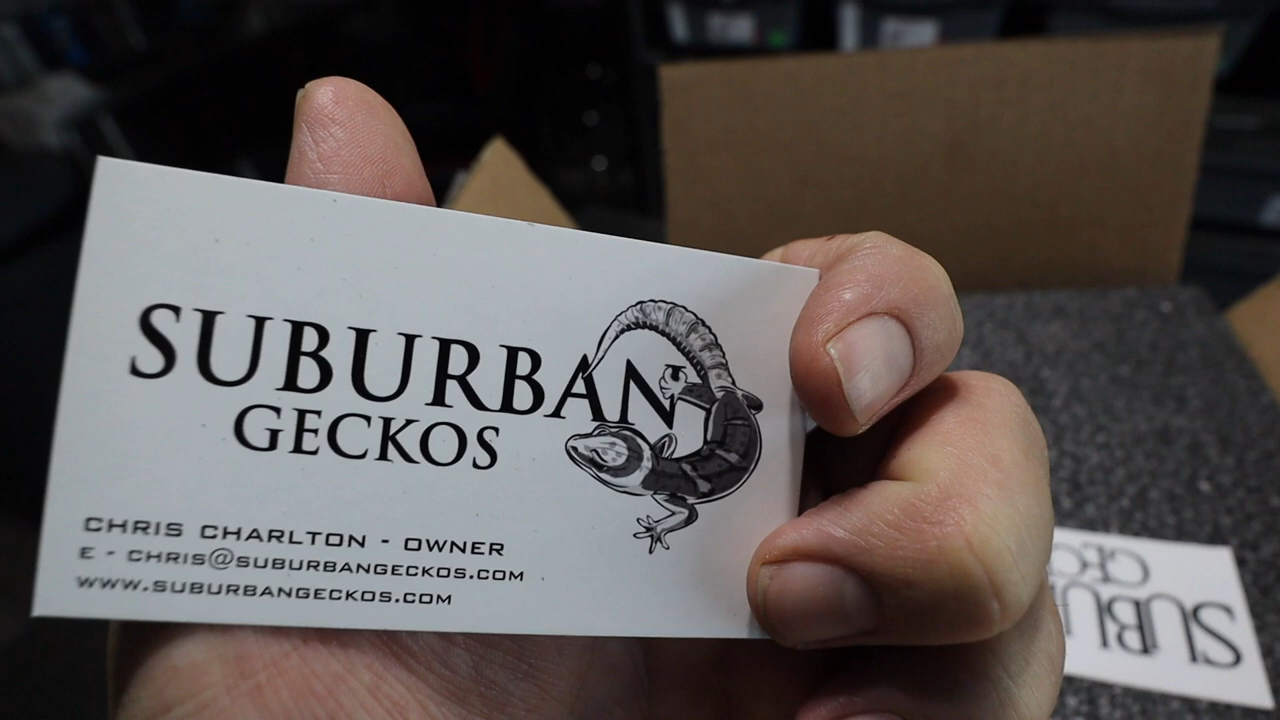 SUBURBAN
GECKOS
CHRIS CHARLTON - OWNER
E - CHRIS@SUBURBANGECKOS.COM
WWW.SUBURBANGECKOS.COM